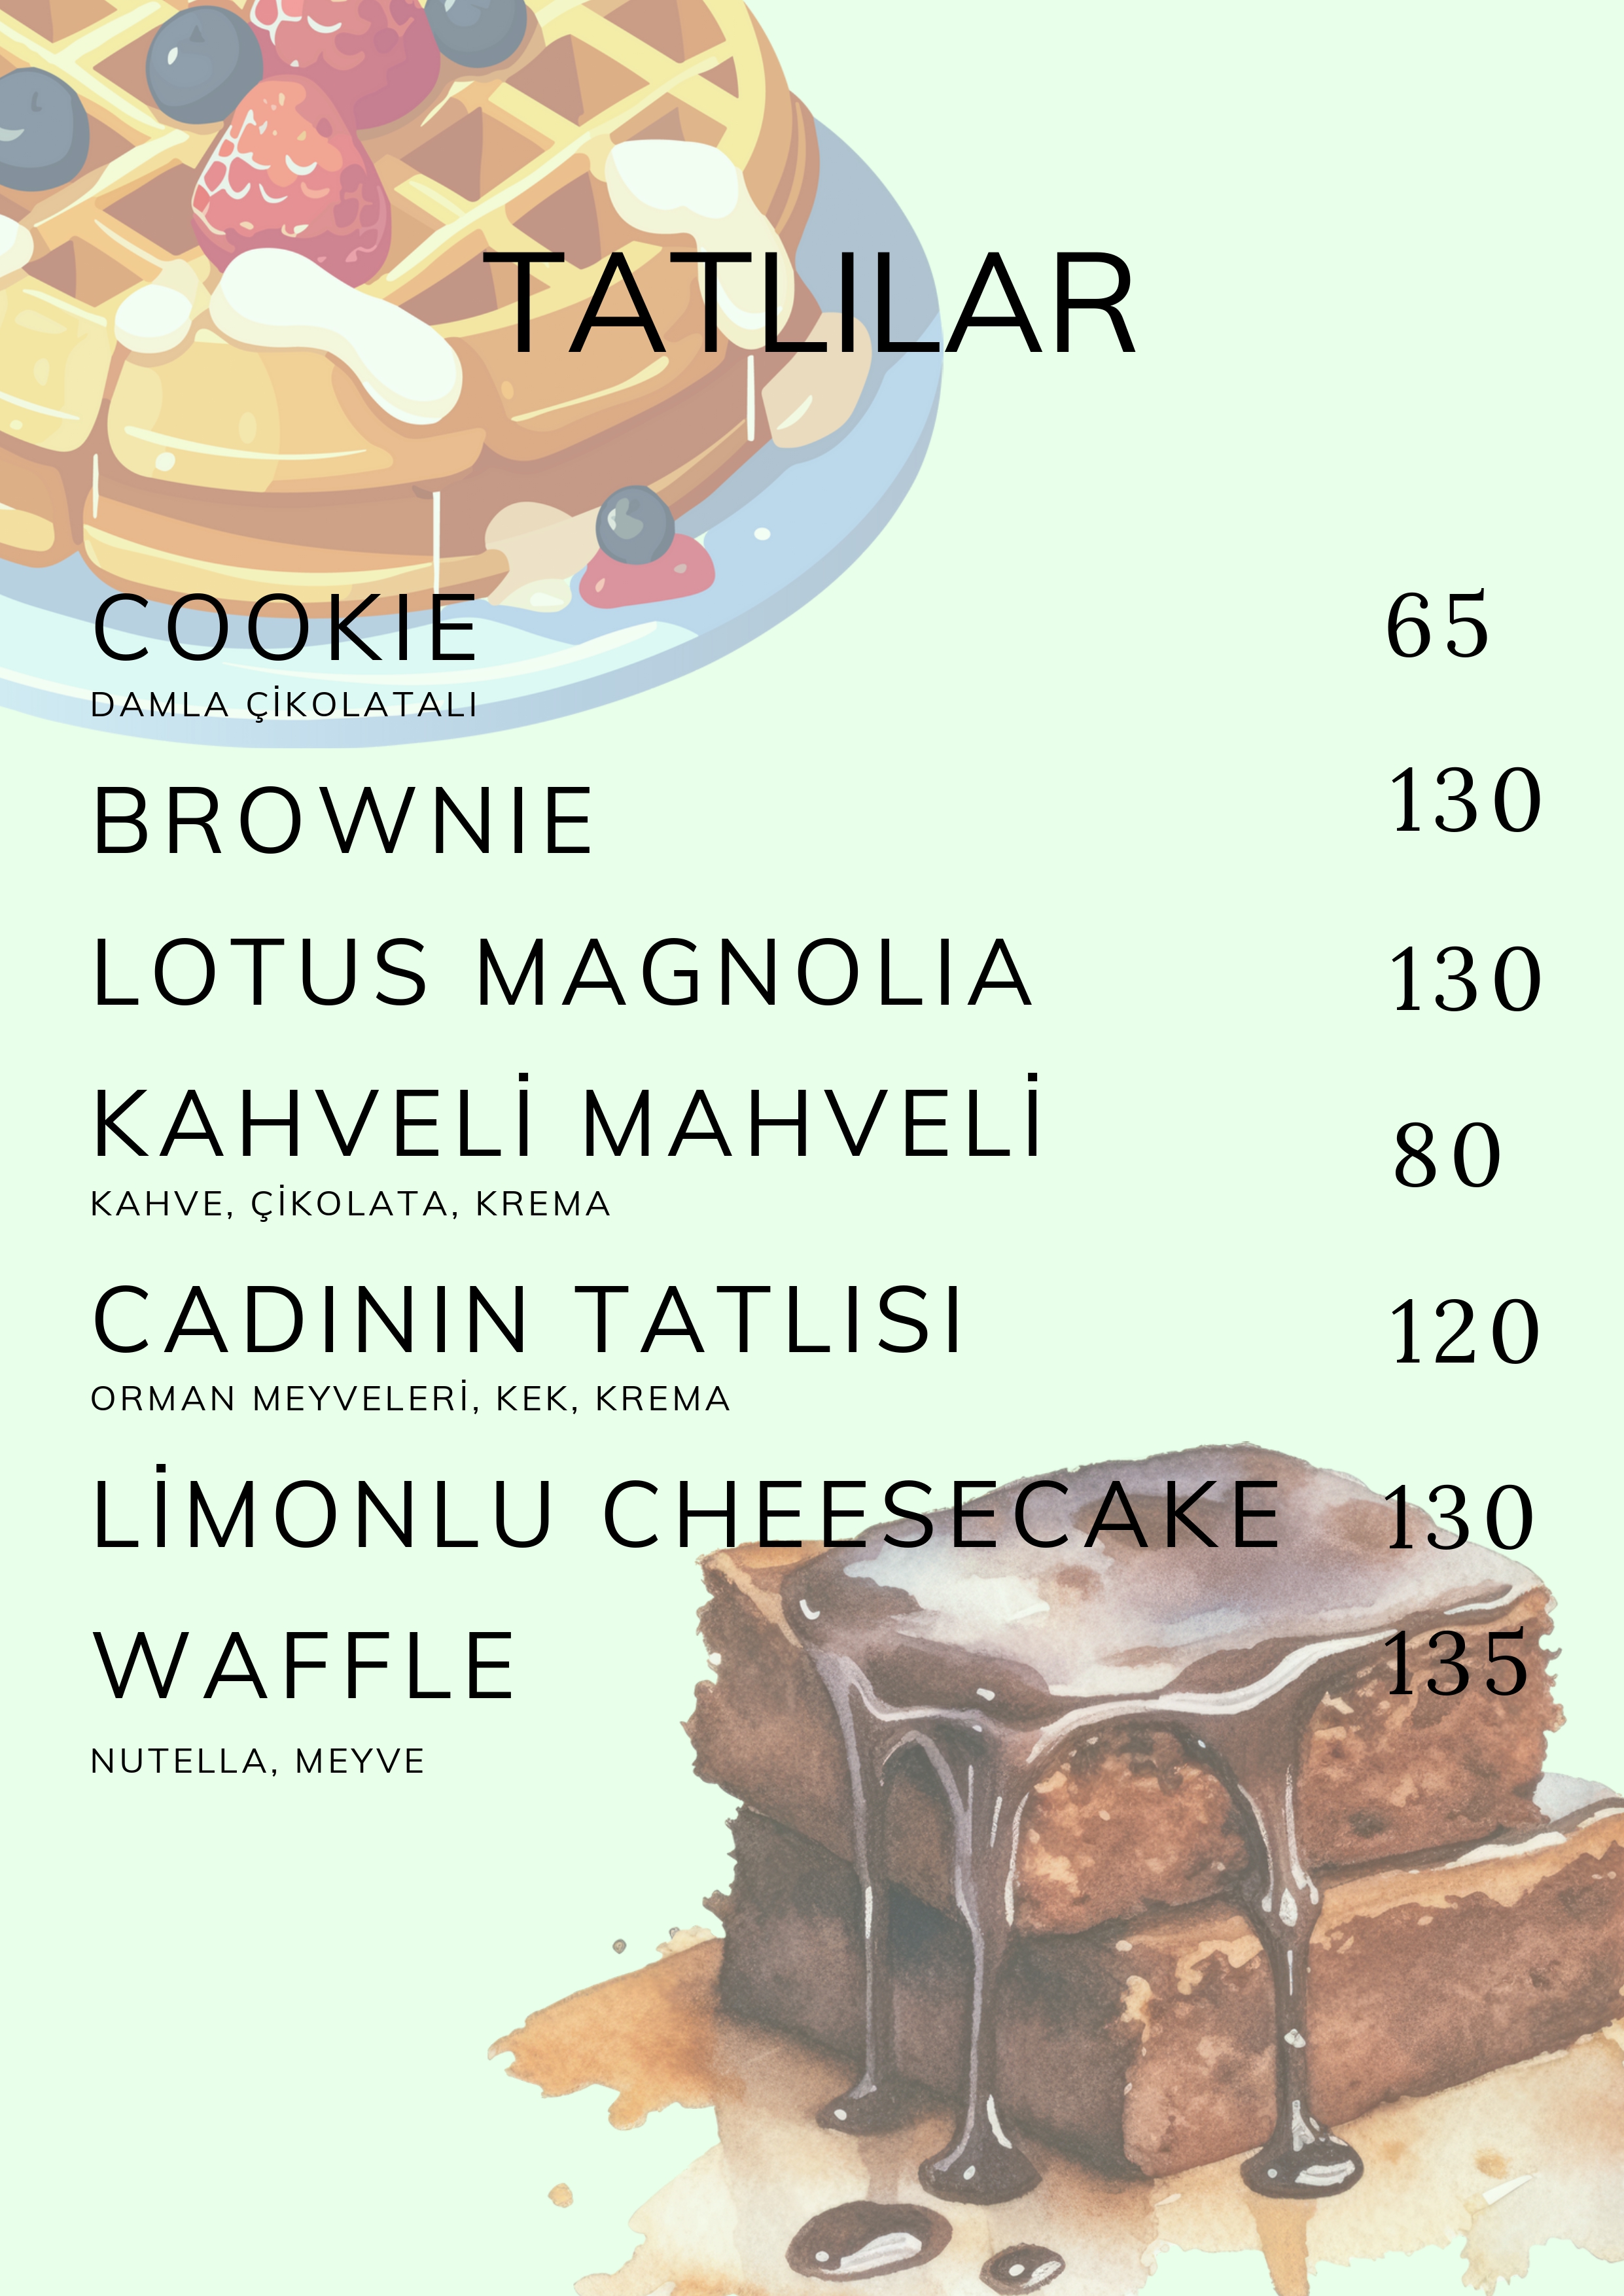 TATLILAR
COOKIE 65
DAMLA ÇİKOLATALI
BROWNIE 130
LOTUS MAGNOLIA 130
KAHVELİ MAHVELİ 80
KAHVE, ÇİKOLATA, KREMA
CADININ TATLISI 120
ORMAN MEYVELERİ, KEK, KREMA
LİMONLU CHEESECAKE 130
WAFFLE 135
NUTELLA, MEYVE